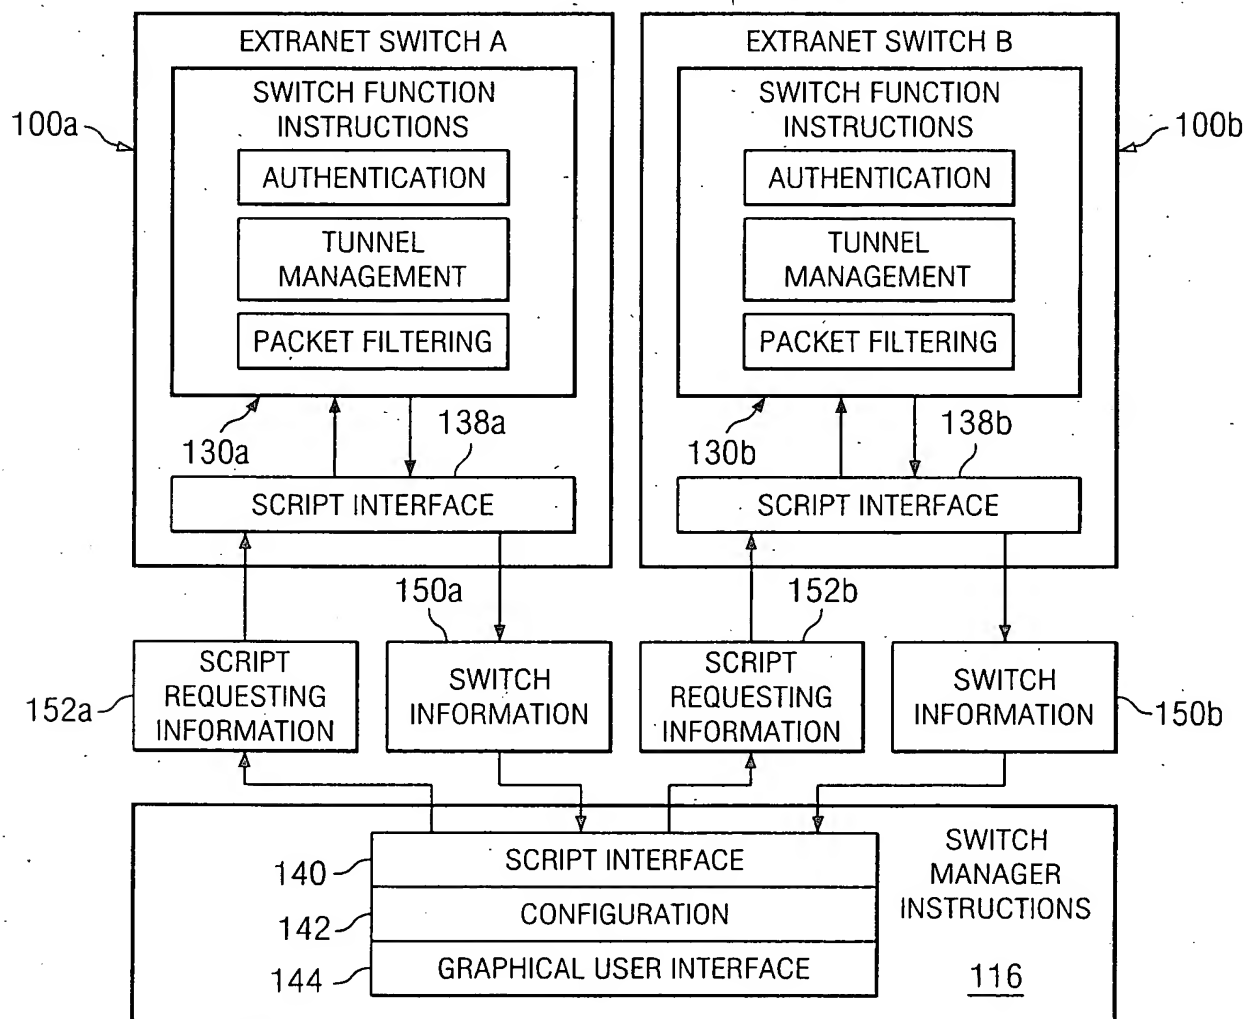 EXTRANET SWITCH A
SWITCH FUNCTION
INSTRUCTIONS
AUTHENTICATION
TUNNEL
MANAGEMENT
PACKET FILTERING
100a
130a
138a
SCRIPT INTERFACE
EXTRANET SWITCH B
SWITCH FUNCTION
INSTRUCTIONS
AUTHENTICATION
TUNNEL
MANAGEMENT
PACKET FILTERING
100b
130b
138b
SCRIPT INTERFACE
152a
SCRIPT
REQUESTING
INFORMATION
150a
SWITCH
INFORMATION
152b
SCRIPT
REQUESTING
INFORMATION
SWITCH
INFORMATION
150b
140
SCRIPT INTERFACE
142
CONFIGURATION
144
GRAPHICAL USER INTERFACE
SWITCH
MANAGER
INSTRUCTIONS
116